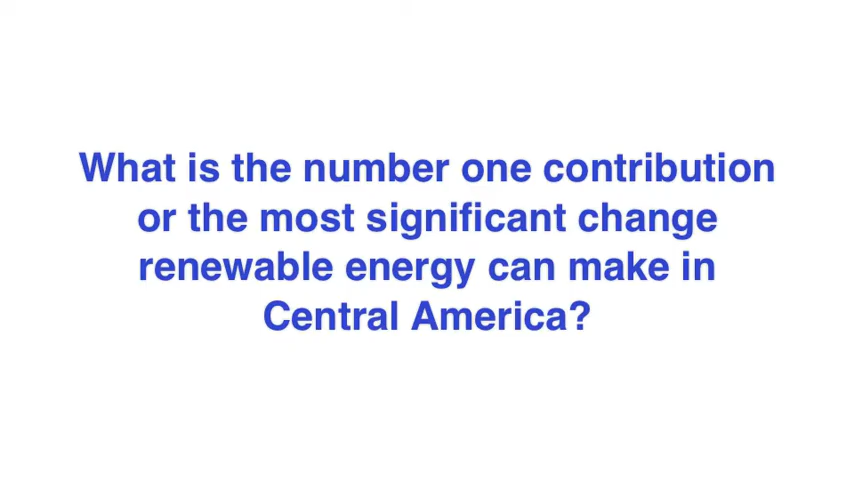 What is the number one contribution
or the most significant change
renewable energy can make in
Central America?